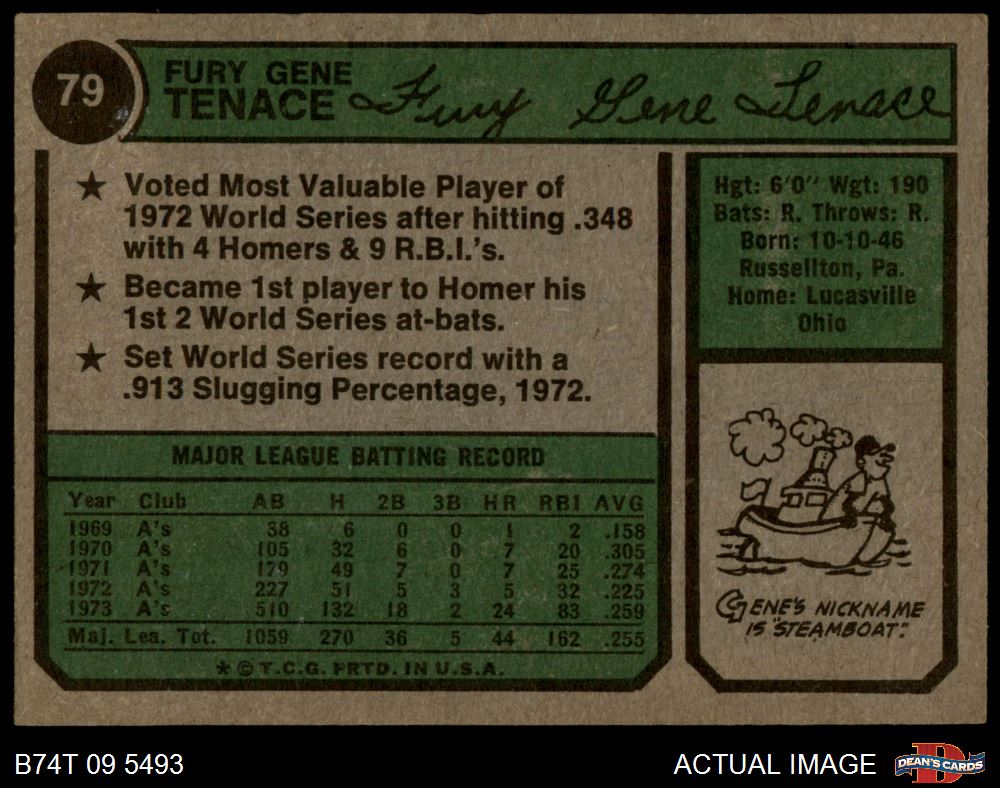 79
FURY GENE
TENACE Fury Gene Tenace
★ Voted Most Valuable Player of
1972 World Series after hitting .348
with 4 Homers & 9 R.B.I.'s.
★ Became 1st player to Homer his
1st 2 World Series at-bats.
★ Set World Series record with a
.913 Slugging Percentage, 1972.
Hgt: 6'0" Wgt: 190
Bats: R. Throws: R.
Born: 10-10-46
Russellton, Pa.
Home: Lucasville
Ohio
MAJOR LEAGUE BATTING RECORD
Year Club AB H 2B 3B HR RBI AVG
1969 A's 38 6 0 0 1 2 .158
1970 A's 105 32 6 0 7 20 .305
1971 A's 179 49 7 0 7 25 .274
1972 A's 227 51 5 3 5 32 .225
1973 A's 510 132 18 2 24 83 .259
Maj. Lea. Tot. 1059 270 36 5 44 162 .255
★ © T.C.G. PRTD. IN U.S.A.
GENE'S NICKNAME
IS "STEAMBOAT."
B74T 09 5493
ACTUAL IMAGE
D
DEAN'S CARDS